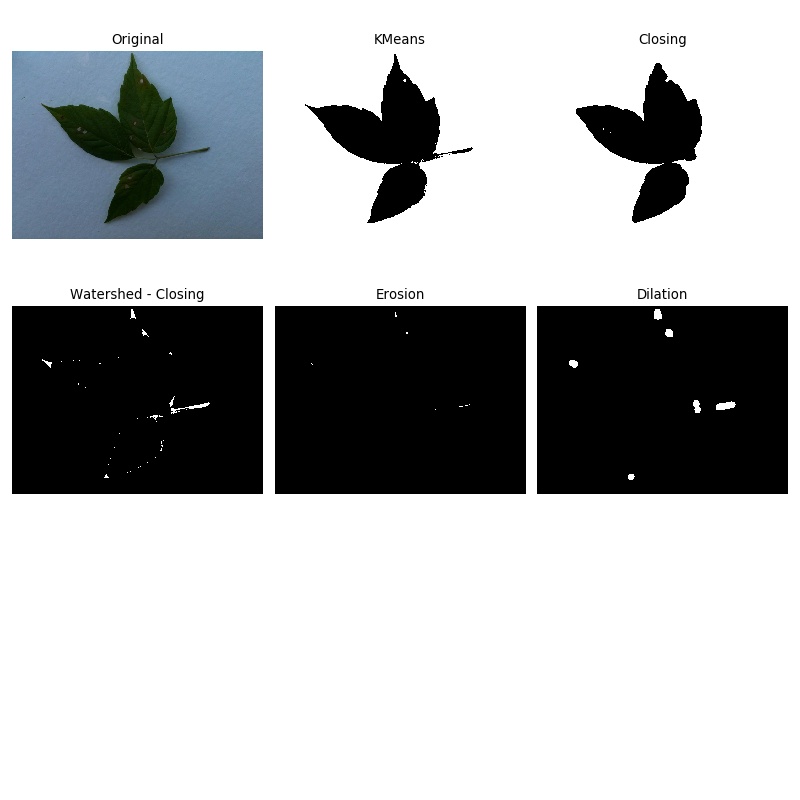 Original
KMeans
Closing
Watershed - Closing
Erosion
Dilation